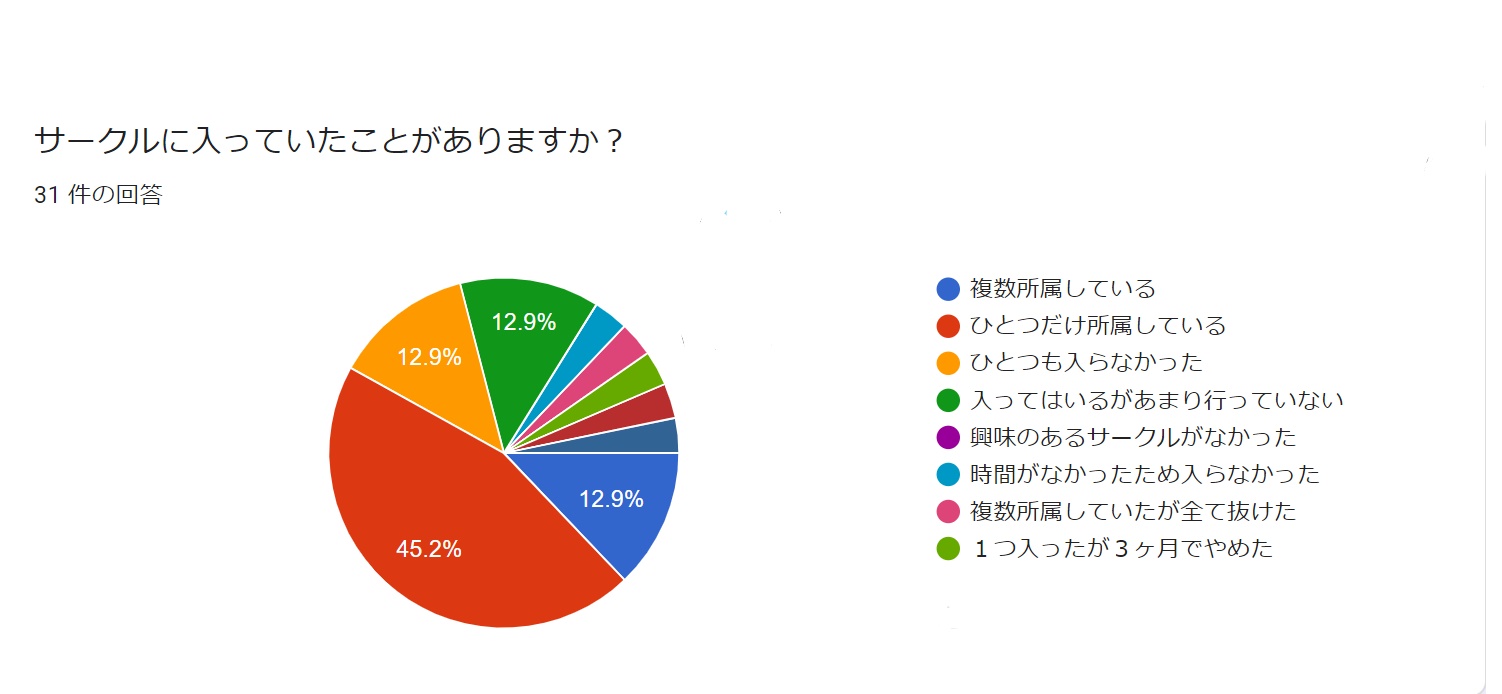 サークルに入っていたことがありますか？
31 件の回答
12.9%
12.9%
12.9%
45.2%
複数所属している
ひとつだけ所属している
ひとつも入らなかった
入ってはいるがあまり行っていない
興味のあるサークルがなかった
時間がなかったため入らなかった
複数所属していたが全て抜けた
１つ入ったが３ヶ月でやめた